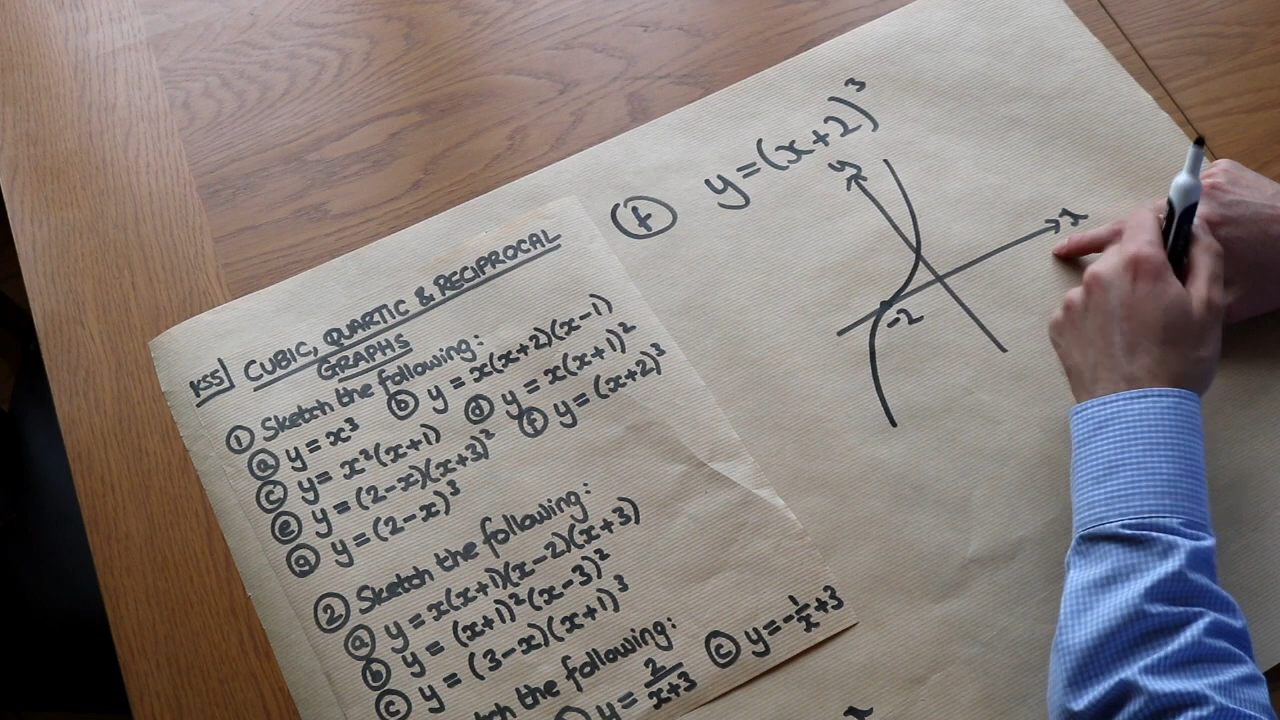 KS5 CUBIC, QUARTIC & RECIPROCAL
GRAPHS
① Sketch the following:
ⓐ y = x³ ⓑ y = x(x+2)(x-1)
ⓒ y = x²(x+1) ⓓ y = x(x+1)²
ⓔ y = (2-x)(x+3)² ⓕ y = (x+2)³
ⓖ y = (2-x)³
② Sketch the following:
ⓐ y = x(x+1)(x-2)(x+3)
ⓑ y = (x+1)²(x-3)²
ⓒ y = (3-x)(x+1)³
the following:
y = 2/(x+3) ⓒ y = -1/x + 3
ⓕ y = (x+2)³
y
x
-2
x